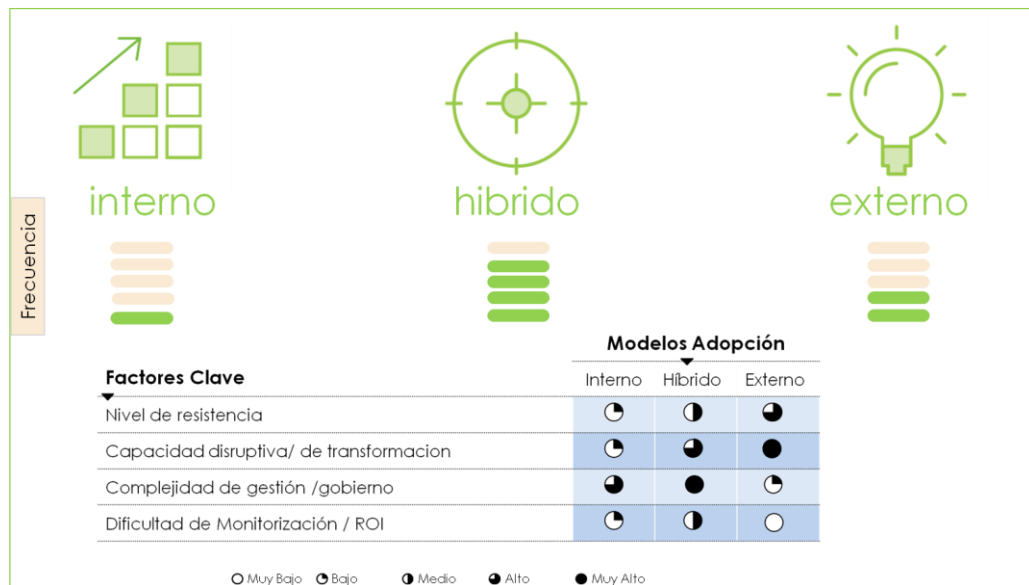 interno
hibrido
externo
Frecuencia
Modelos Adopción
Factores Clave
Interno Híbrido Externo
Nivel de resistencia
Capacidad disruptiva/ de transformacion
Complejidad de gestión /gobierno
Dificultad de Monitorización / ROI
Muy Bajo Bajo Medio Alto Muy Alto